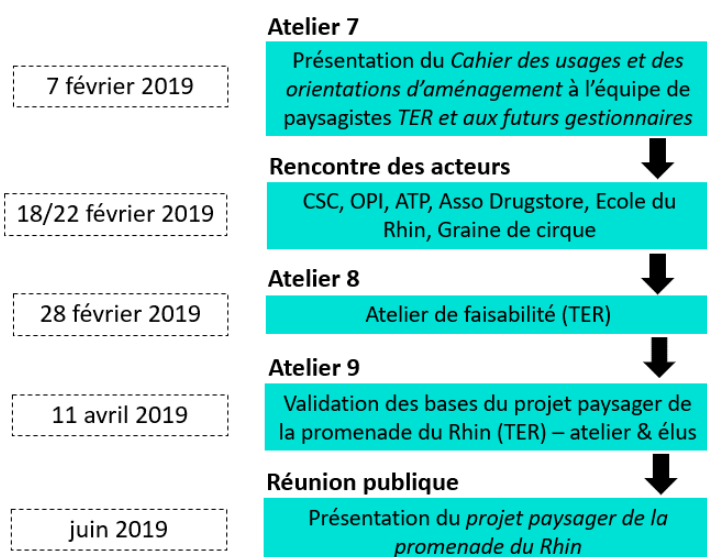 Atelier 7
7 février 2019
Présentation du Cahier des usages et des
orientations d'aménagement à l'équipe de
paysagistes TER et aux futurs gestionnaires
Rencontre des acteurs
18/22 février 2019
CSC, OPI, ATP, Asso Drugstore, Ecole du
Rhin, Graine de cirque
Atelier 8
28 février 2019
Atelier de faisabilité (TER)
Atelier 9
11 avril 2019
Validation des bases du projet paysager de
la promenade du Rhin (TER) – atelier & élus
Réunion publique
juin 2019
Présentation du projet paysager de la
promenade du Rhin